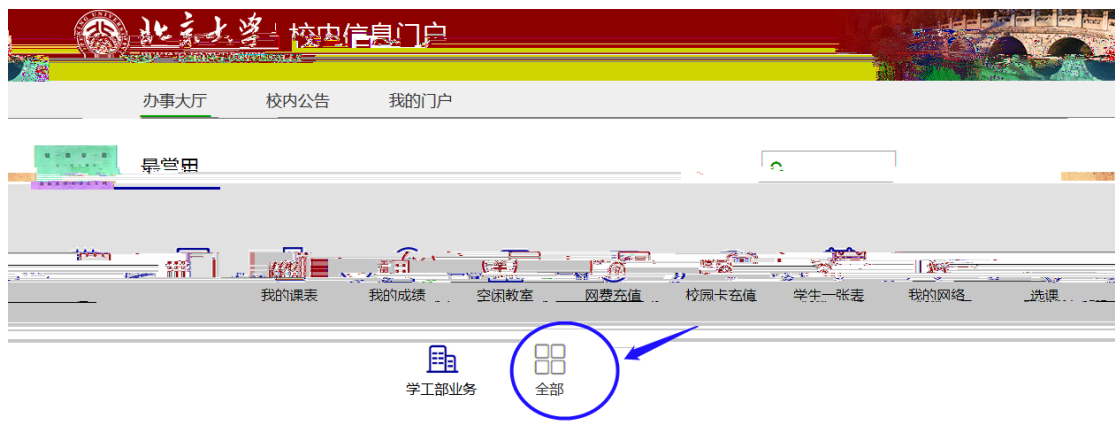 北京大学 校内信息门户
办事大厅 校内公告 我的门户
最常用
我的课表 我的成绩 空闲教室 网费充值 校园卡充值 学生一张表 我的网络 选课
学工部业务 全部